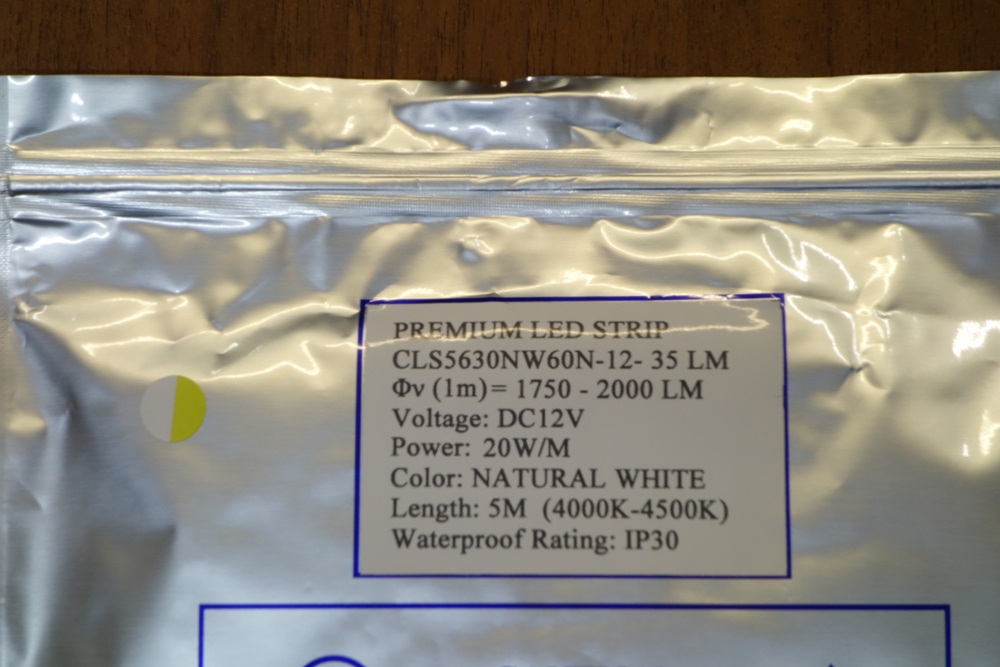 PREMIUM LED STRIP
CLS5630NW60N-12- 35 LM
Φv (1m)= 1750 - 2000 LM
Voltage: DC12V
Power: 20W/M
Color: NATURAL WHITE
Length: 5M (4000K-4500K)
Waterproof Rating: IP30